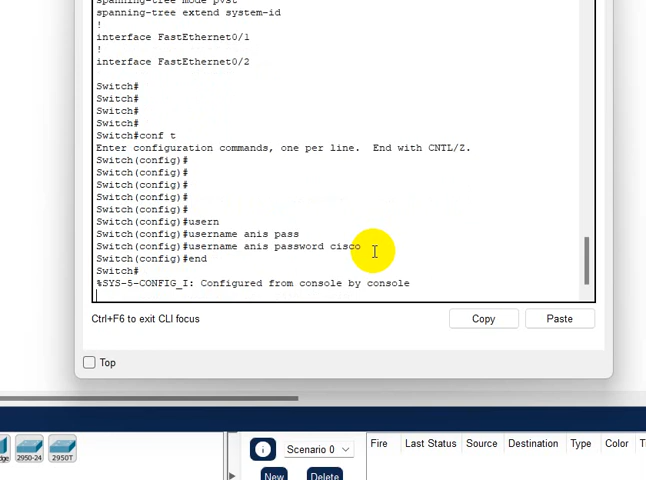 spanning-tree mode pvst
spanning-tree extend system-id
!
interface FastEthernet0/1
!
interface FastEthernet0/2
Switch#
Switch#
Switch#
Switch#
Switch#conf t
Enter configuration commands, one per line.  End with CNTL/Z.
Switch(config)#
Switch(config)#
Switch(config)#
Switch(config)#
Switch(config)#
Switch(config)#usern
Switch(config)#username anis pass
Switch(config)#username anis password cisco
Switch(config)#end
Switch#
%SYS-5-CONFIG_I: Configured from console by console
Ctrl+F6 to exit CLI focus
Copy
Paste
Top
2950-24
2950T
Scenario 0
New
Delete
Fire
Last Status
Source
Destination
Type
Color